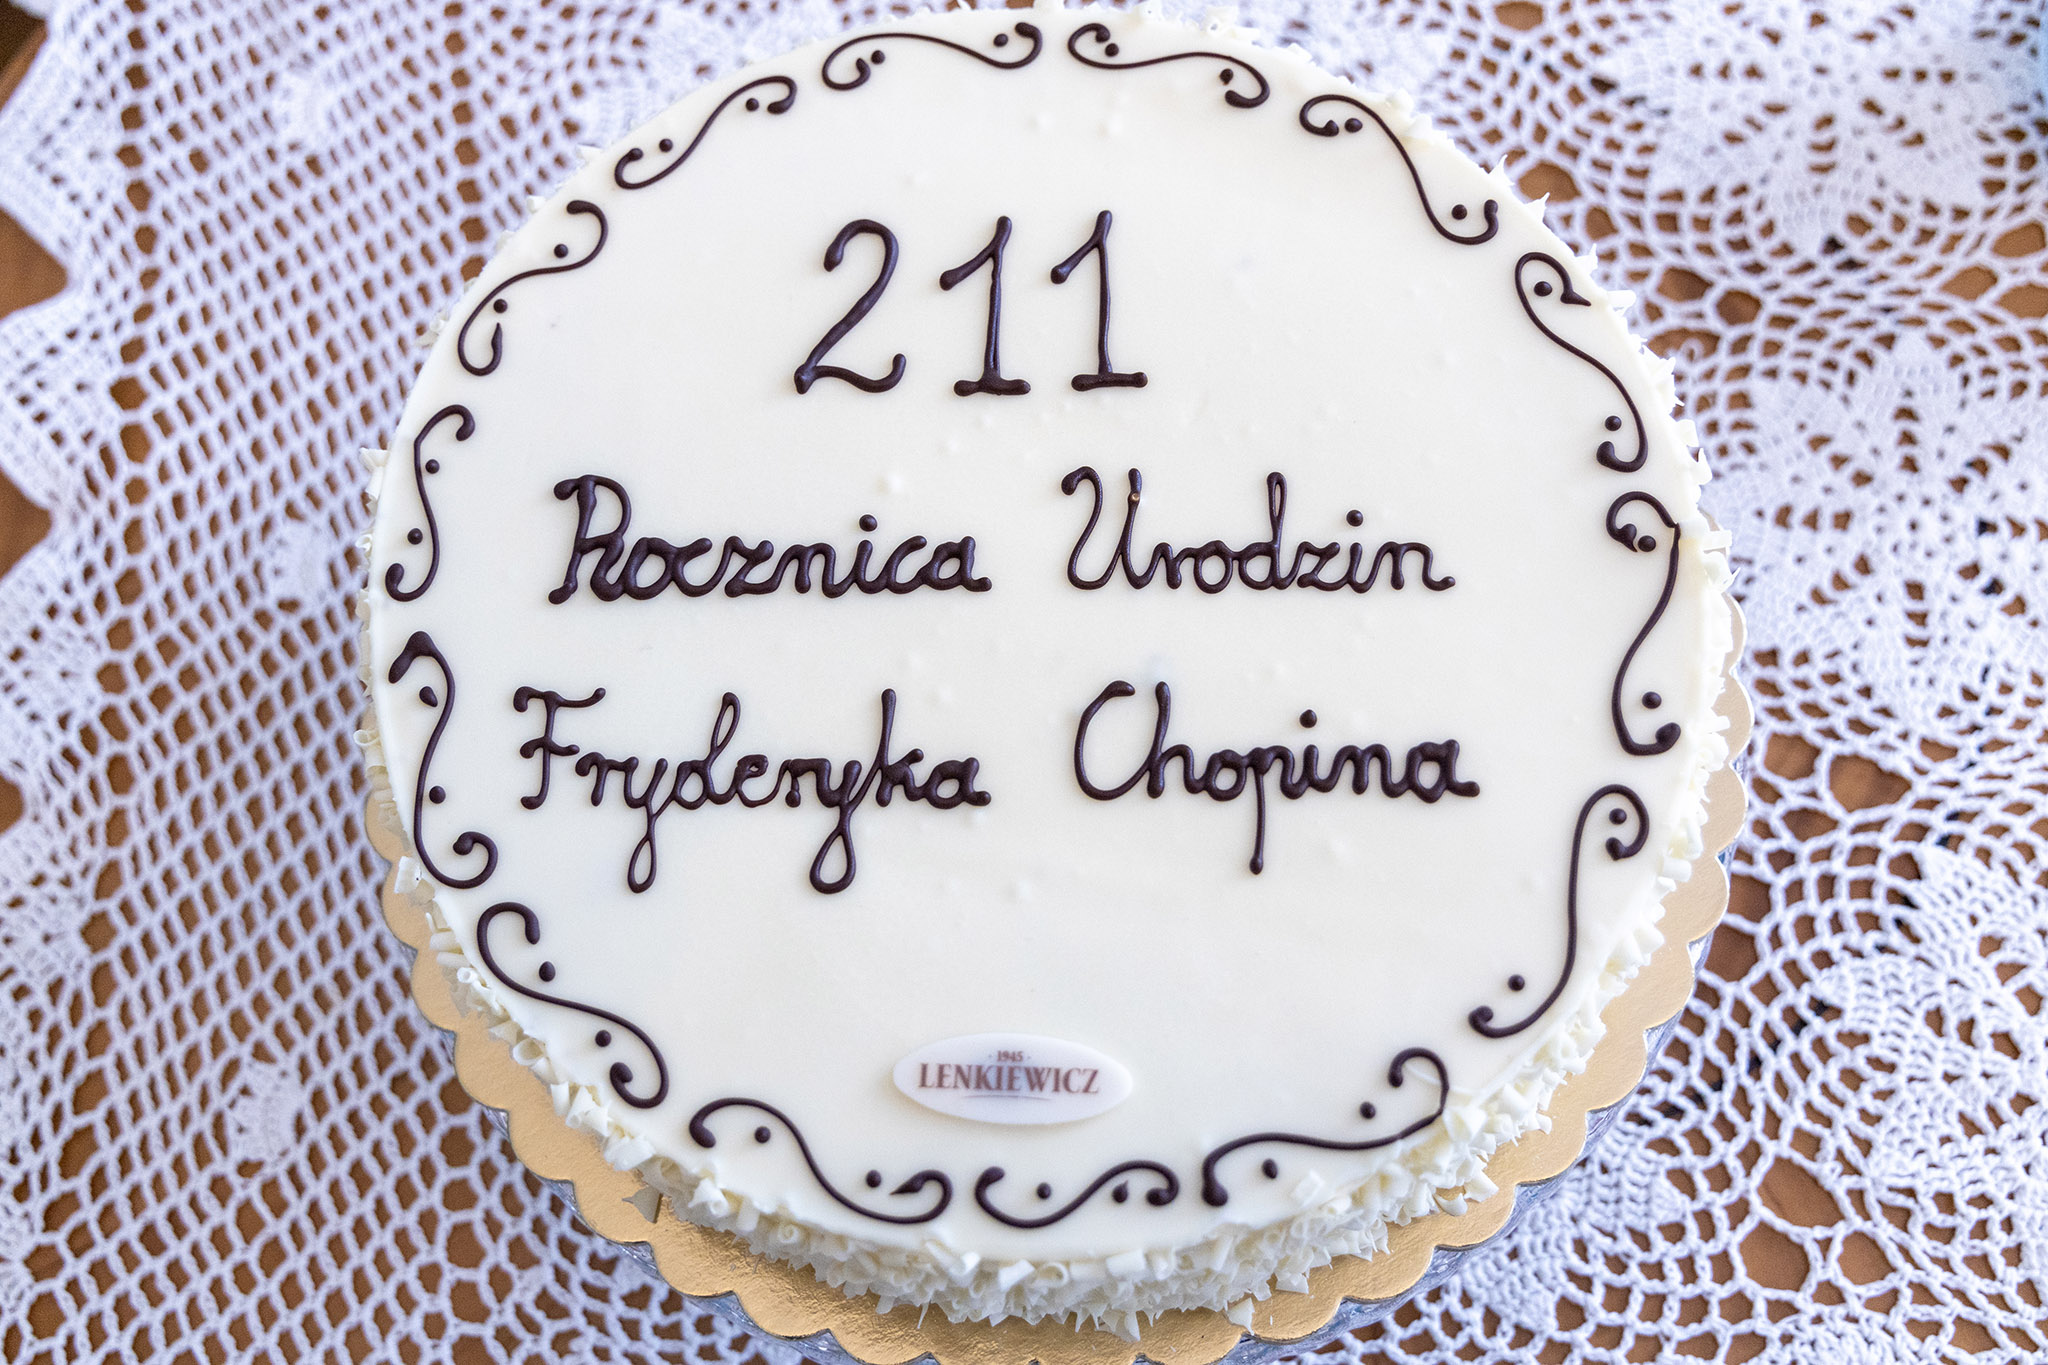 211
Rocznica Urodzin
Fryderyka Chopina
· 1945 ·
LENKIEWICZ